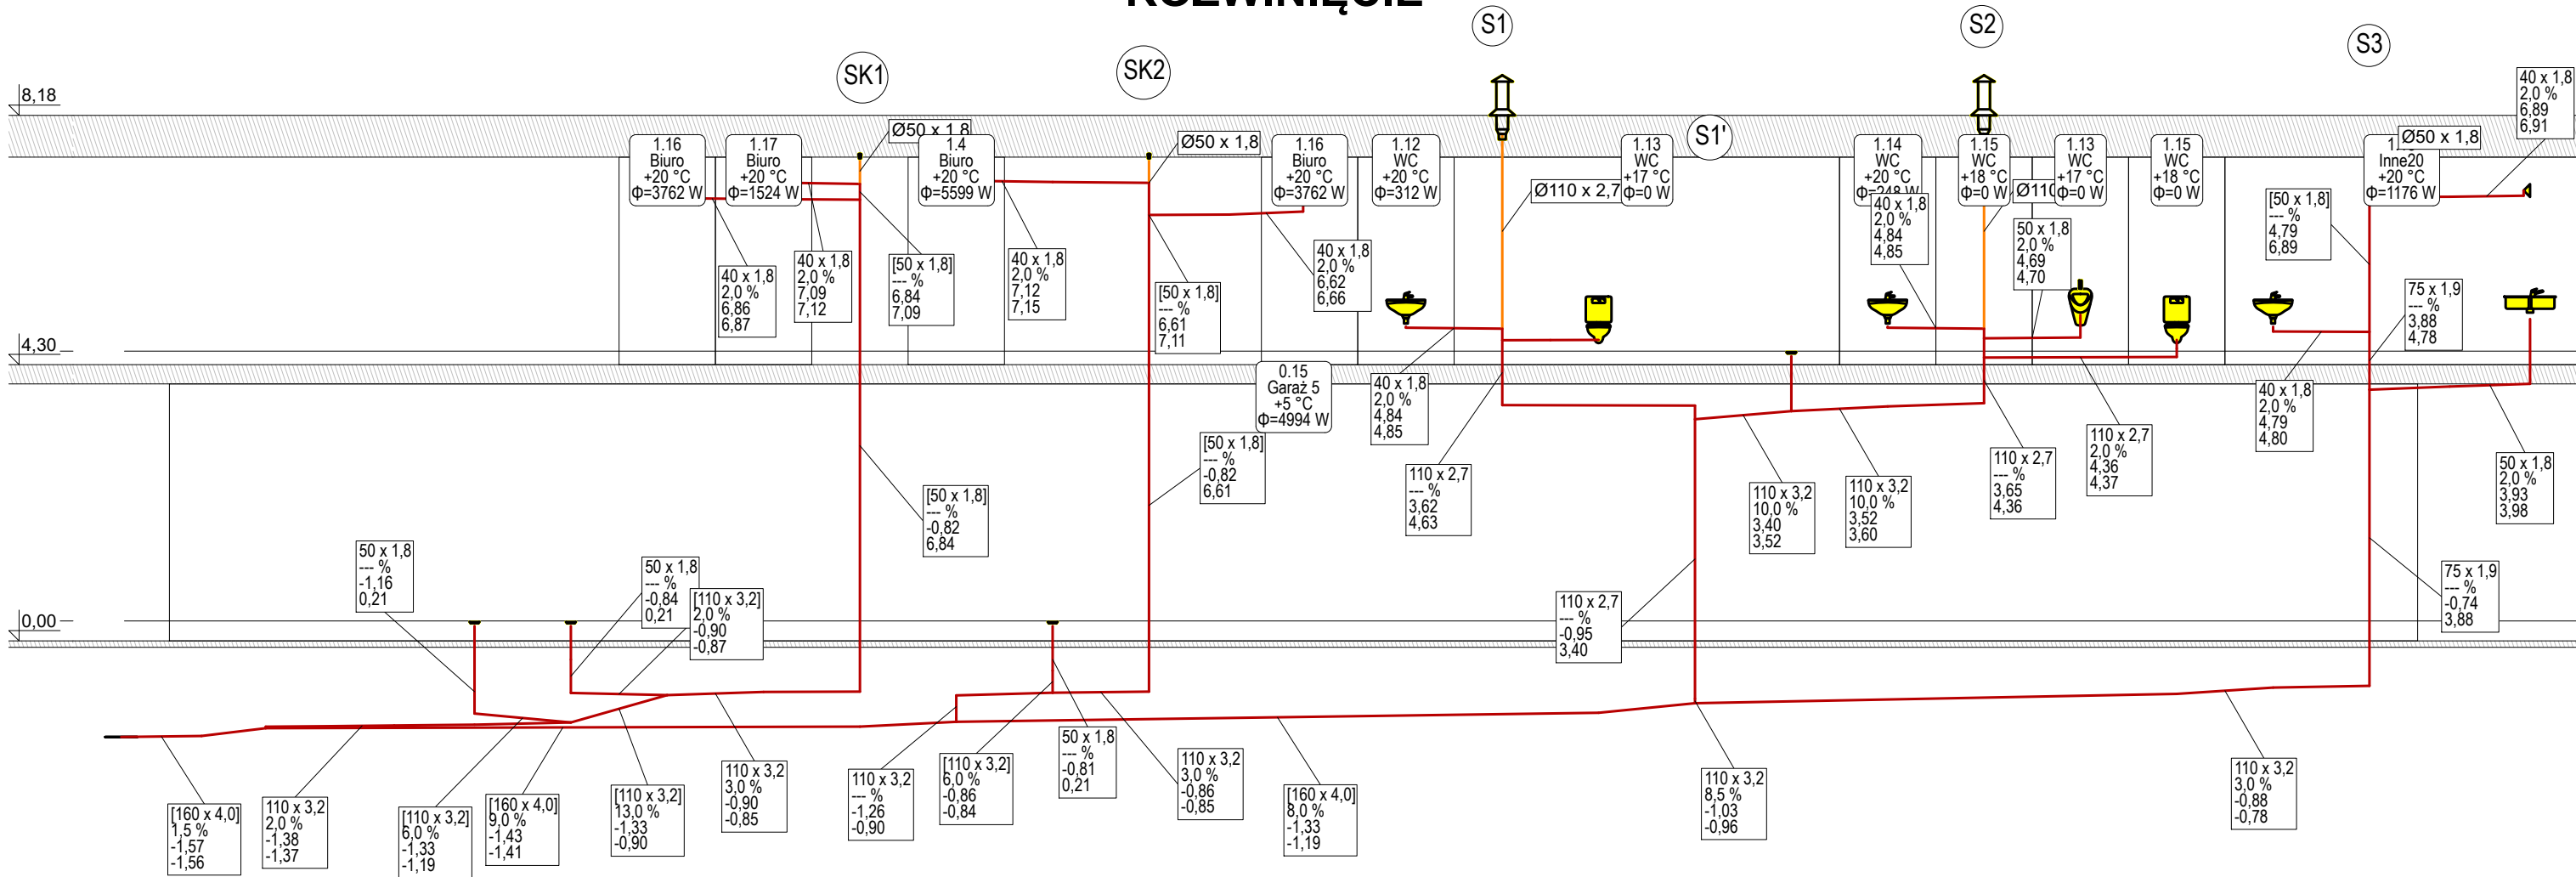 ROZWINIĘCIE
S1
S2
S3
SK1
SK2
S1'
8,18
4,30
0,00
1.16
Biuro
+20 °C
Φ=3762 W
1.17
Biuro
+20 °C
Φ=1524 W
Ø50 x 1,8
1.4
Biuro
+20 °C
Φ=5599 W
Ø50 x 1,8
1.16
Biuro
+20 °C
Φ=3762 W
1.12
WC
+20 °C
Φ=312 W
Ø110 x 2,7
1.13
WC
+17 °C
Φ=0 W
1.14
WC
+20 °C
Φ=248 W
1.15
WC
+18 °C
Φ=0 W
Ø110
1.13
WC
+17 °C
Φ=0 W
1.15
WC
+18 °C
Φ=0 W
Inne20
+20 °C
Φ=1176 W
Ø50 x 1,8
40 x 1,8
2,0 %
6,89
6,91
40 x 1,8
2,0 %
6,86
6,87
40 x 1,8
2,0 %
7,09
7,12
[50 x 1,8]
--- %
6,84
7,09
40 x 1,8
2,0 %
7,12
7,15
[50 x 1,8]
--- %
6,61
7,11
40 x 1,8
2,0 %
6,62
6,66
40 x 1,8
2,0 %
4,84
4,85
50 x 1,8
2,0 %
4,69
4,70
[50 x 1,8]
--- %
4,79
6,89
75 x 1,9
--- %
3,88
4,78
0.15
Garaż 5
+5 °C
Φ=4994 W
40 x 1,8
2,0 %
4,84
4,85
110 x 2,7
--- %
3,62
4,63
110 x 3,2
10,0 %
3,40
3,52
110 x 3,2
10,0 %
3,52
3,60
110 x 2,7
--- %
3,65
4,36
110 x 2,7
2,0 %
4,36
4,37
40 x 1,8
2,0 %
4,79
4,80
50 x 1,8
2,0 %
3,93
3,98
[50 x 1,8]
--- %
-0,82
6,84
[50 x 1,8]
--- %
-0,82
6,61
50 x 1,8
--- %
-1,16
0,21
50 x 1,8
--- %
-0,84
0,21
[110 x 3,2]
2,0 %
-0,90
-0,87
110 x 2,7
--- %
-0,95
3,40
75 x 1,9
--- %
-0,74
3,88
[160 x 4,0]
1,5 %
-1,57
-1,56
110 x 3,2
2,0 %
-1,38
-1,37
[110 x 3,2]
6,0 %
-1,33
-1,19
[160 x 4,0]
9,0 %
-1,43
-1,41
[110 x 3,2]
13,0 %
-1,33
-0,90
110 x 3,2
3,0 %
-0,90
-0,85
110 x 3,2
--- %
-1,26
-0,90
[110 x 3,2]
6,0 %
-0,86
-0,84
50 x 1,8
--- %
-0,81
0,21
110 x 3,2
3,0 %
-0,86
-0,85
[160 x 4,0]
8,0 %
-1,33
-1,19
110 x 3,2
8,5 %
-1,03
-0,96
110 x 3,2
3,0 %
-0,88
-0,78